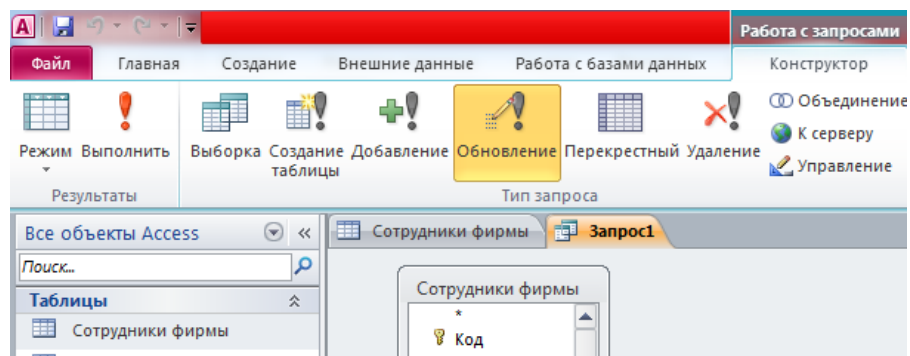 A
Работа с запросами
Файл Главная Создание Внешние данные Работа с базами данных Конструктор
Режим Выполнить Выборка Создание таблицы Добавление Обновление Перекрестный Удаление
Объединение
К серверу
Управление
Результаты Тип запроса
Все объекты Access « Сотрудники фирмы Запрос1
Поиск...
Таблицы
Сотрудники фирмы
Сотрудники фирмы
*
Код